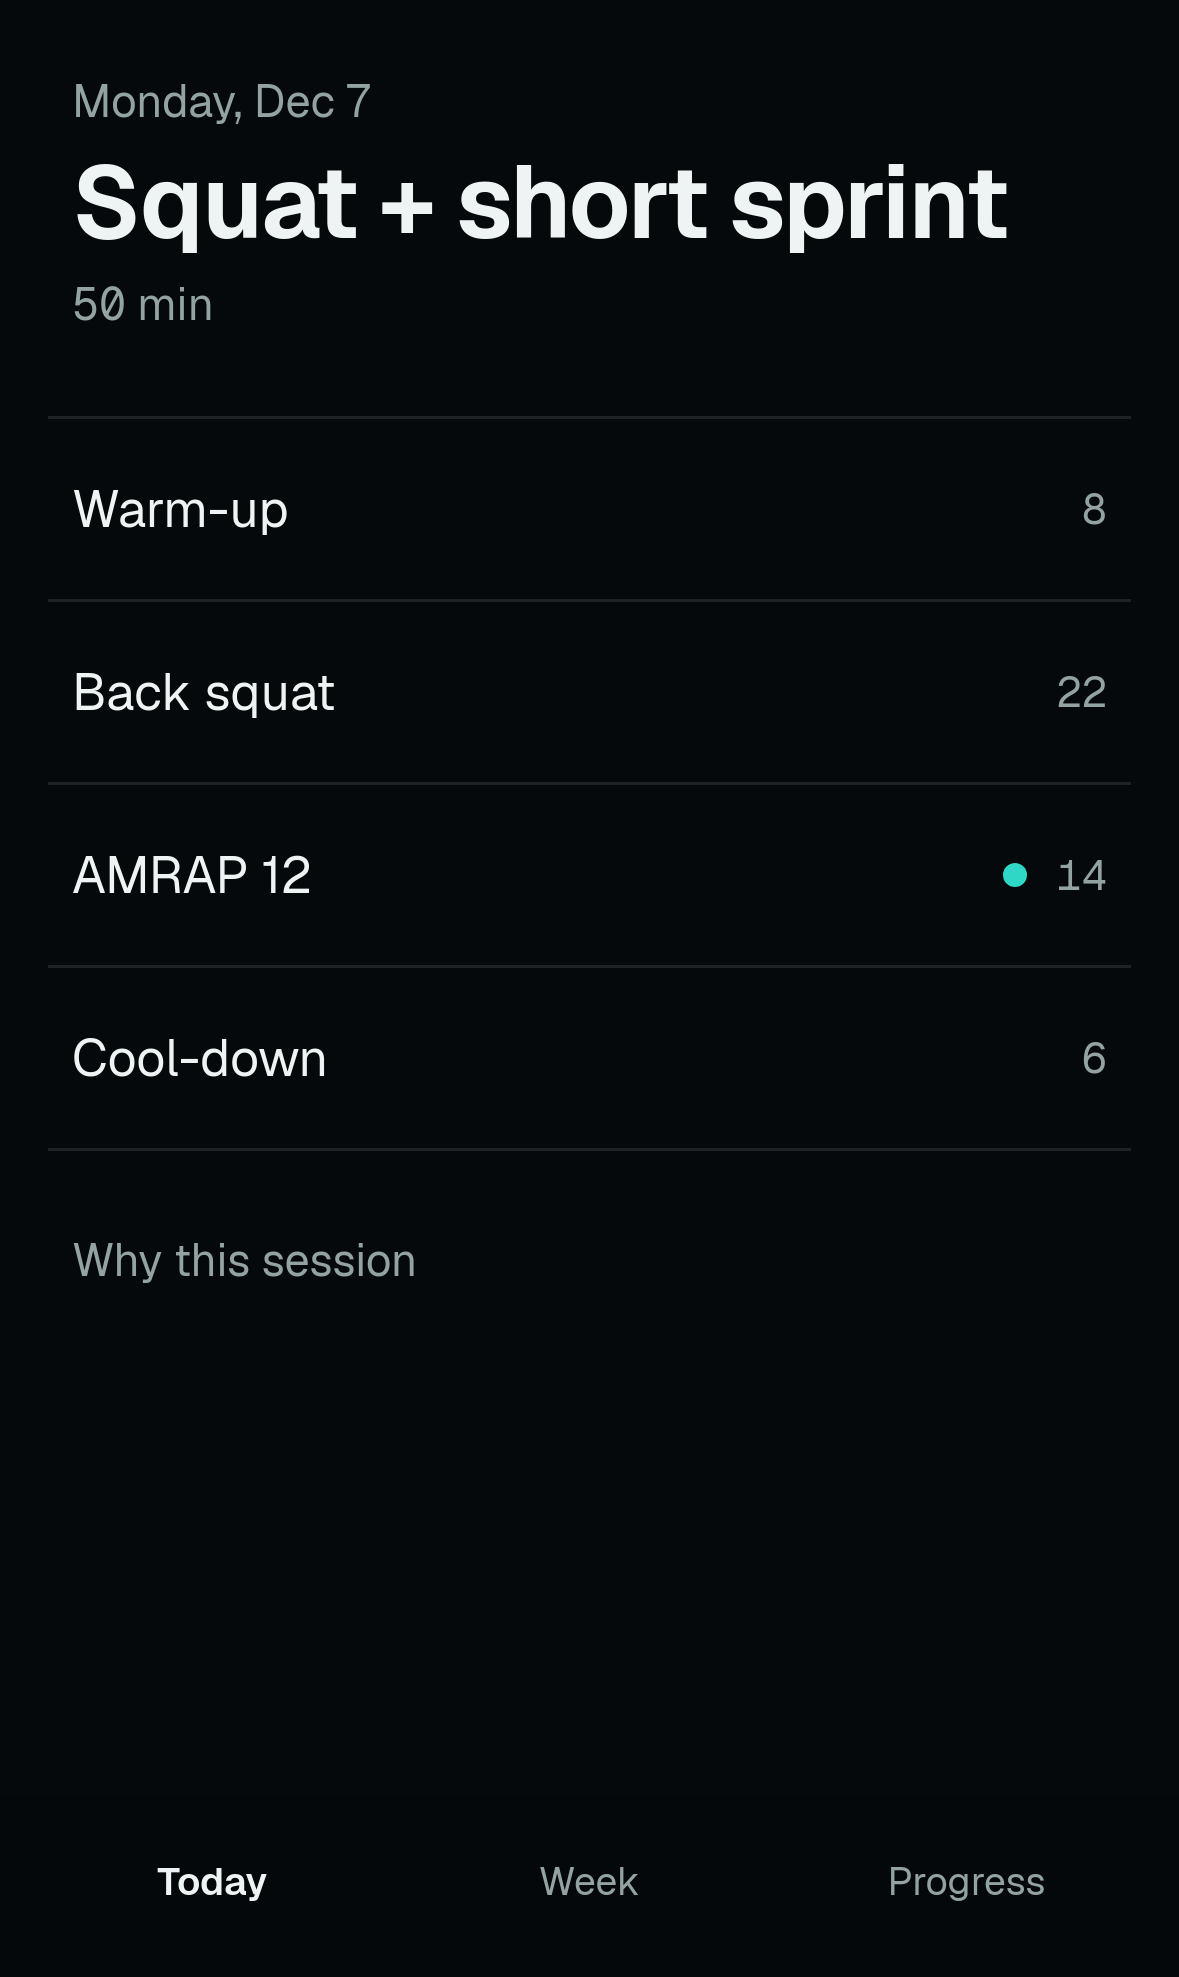 Monday, Dec 7
Squat + short sprint
50 min
Warm-up 8
Back squat 22
AMRAP 12 14
Cool-down 6
Why this session
Today Week Progress